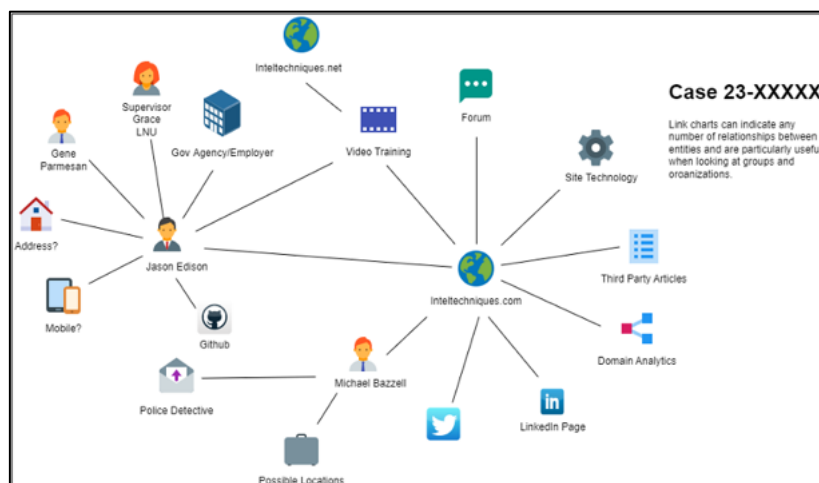 Inteltechniques.net
Supervisor
Grace
LNU
Forum
Case 23-XXXXX
Link charts can indicate any
number of relationships between
entities and are particularly useful
when looking at groups and
oroanizations.
Gene
Parmesan
Gov Agency/Employer
Video Training
Site Technology
Address?
Jason Edison
Third Party Articles
Inteltechniques.com
Mobile?
Github
Domain Analytics
Michael Bazzell
Police Detective
in
LinkedIn Page
Possible Locations